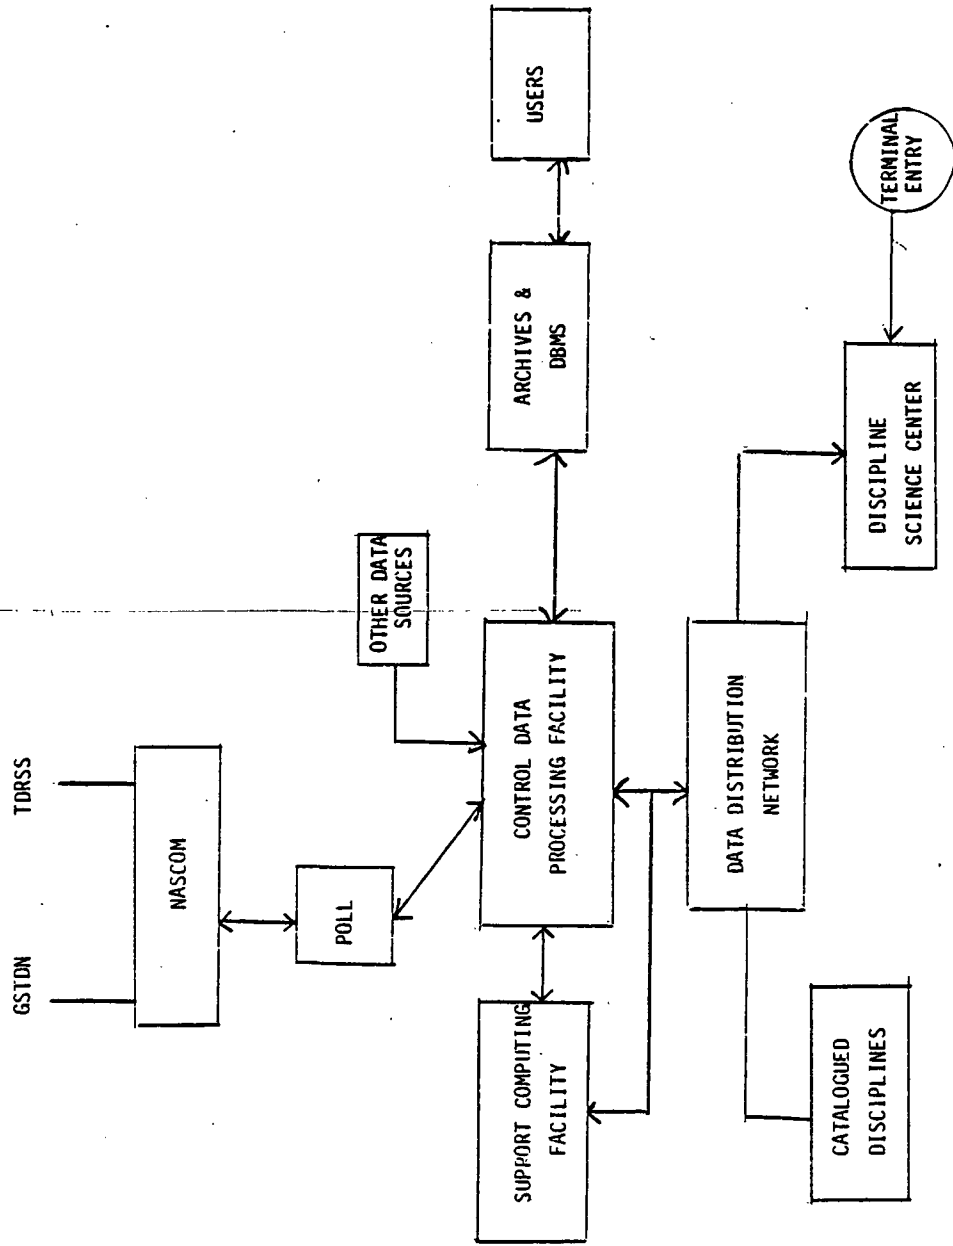 GSTDN
TDRSS
NASCOM
POLL
OTHER DATA
SOURCES
SUPPORT COMPUTING
FACILITY
CONTROL DATA
PROCESSING FACILITY
ARCHIVES &
DBMS
USERS
CATALOGUED
DISCIPLINES
DATA DISTRIBUTION
NETWORK
DISCIPLINE
SCIENCE CENTER
TERMINAL
ENTRY